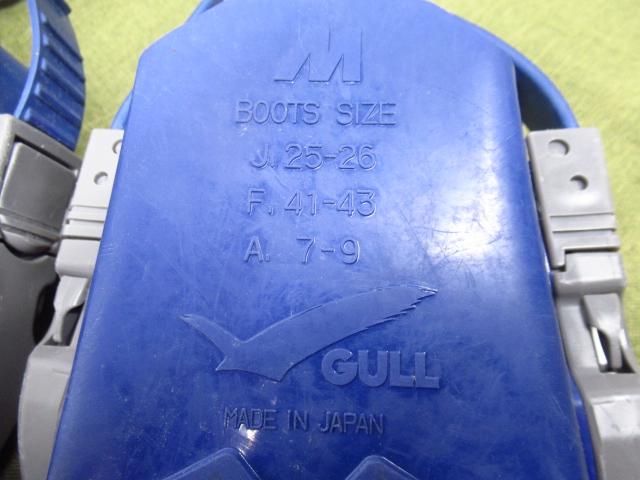 M
BOOTS SIZE
J. 25-26
F. 41-43
A. 7-9
GULL
MADE IN JAPAN